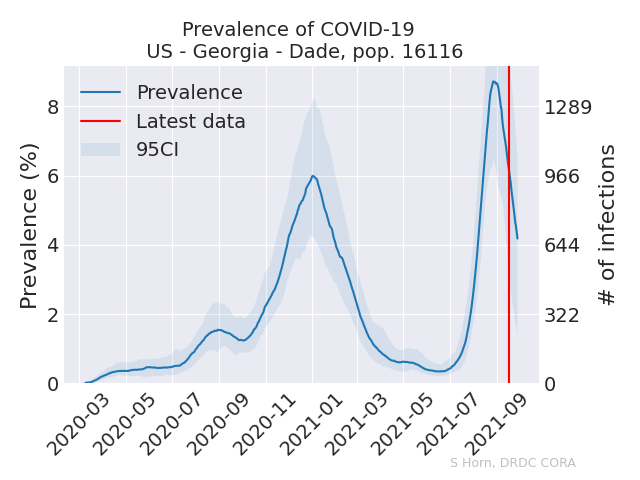 Prevalence of COVID-19
US - Georgia - Dade, pop. 16116
Prevalence
Latest data
95CI
Prevalence (%)
8
6
4
2
0
1289
966
644
322
0
# of infections
2020-03
2020-05
2020-07
2020-09
2020-11
2021-01
2021-03
2021-05
2021-07
2021-09
S Horn, DRDC CORA